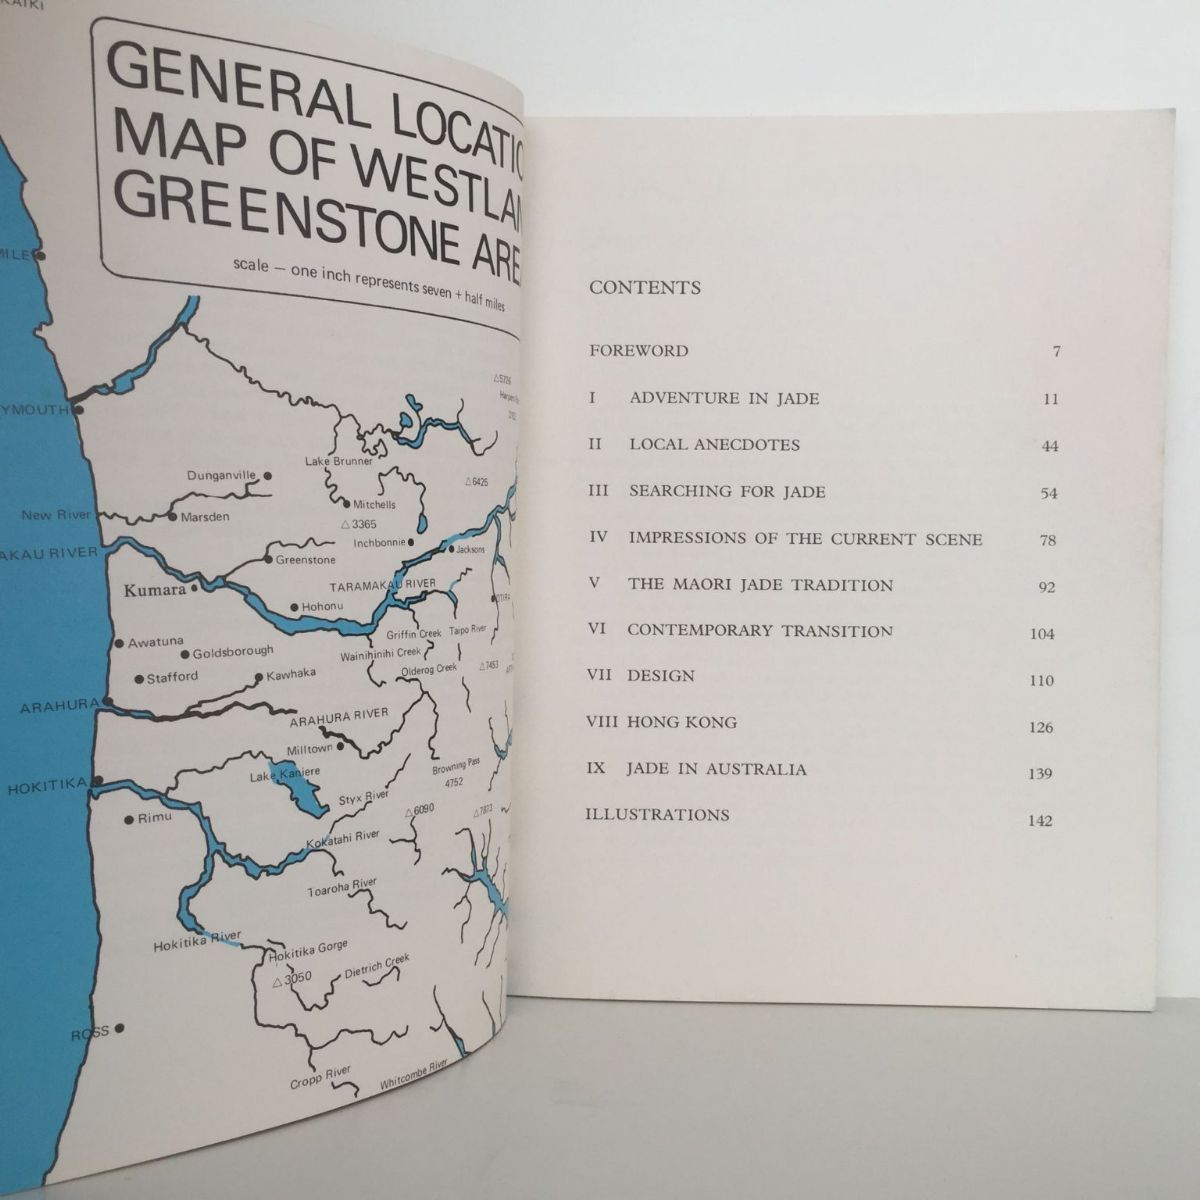 GENERAL LOCATIO
MAP OF WESTLAN
GREENSTONE ARE
scale — one inch represents seven + half miles
MILE
YMOUTH
△5726
Lake Brunner
Dunganville
△6425
Mitchells
New River
Marsden
△3365
Inchbonnie
Jacksons
AKAU RIVER
Greenstone
TARAMAKAU RIVER
Kumara
Hohonu
OTIRA
Griffin Creek
Taipo River
Awatuna
Goldsborough
Wainihinihi Creek
Olderog Creek
△7453
Stafford
Kawhaka
ARAHURA
ARAHURA RIVER
Milltown
Browning Pass
4752
HOKITIKA
Lake Kaniere
Styx River
△6090
△7873
Rimu
Kokatahi River
Toaroha River
Hokitika River
Hokitika Gorge
△3050
Dietrich Creek
ROSS
Cropp River
Whitcombe River
CONTENTS
FOREWORD 7
I ADVENTURE IN JADE 11
II LOCAL ANECDOTES 44
III SEARCHING FOR JADE 54
IV IMPRESSIONS OF THE CURRENT SCENE 78
V THE MAORI JADE TRADITION 92
VI CONTEMPORARY TRANSITION 104
VII DESIGN 110
VIII HONG KONG 126
IX JADE IN AUSTRALIA 139
ILLUSTRATIONS 142